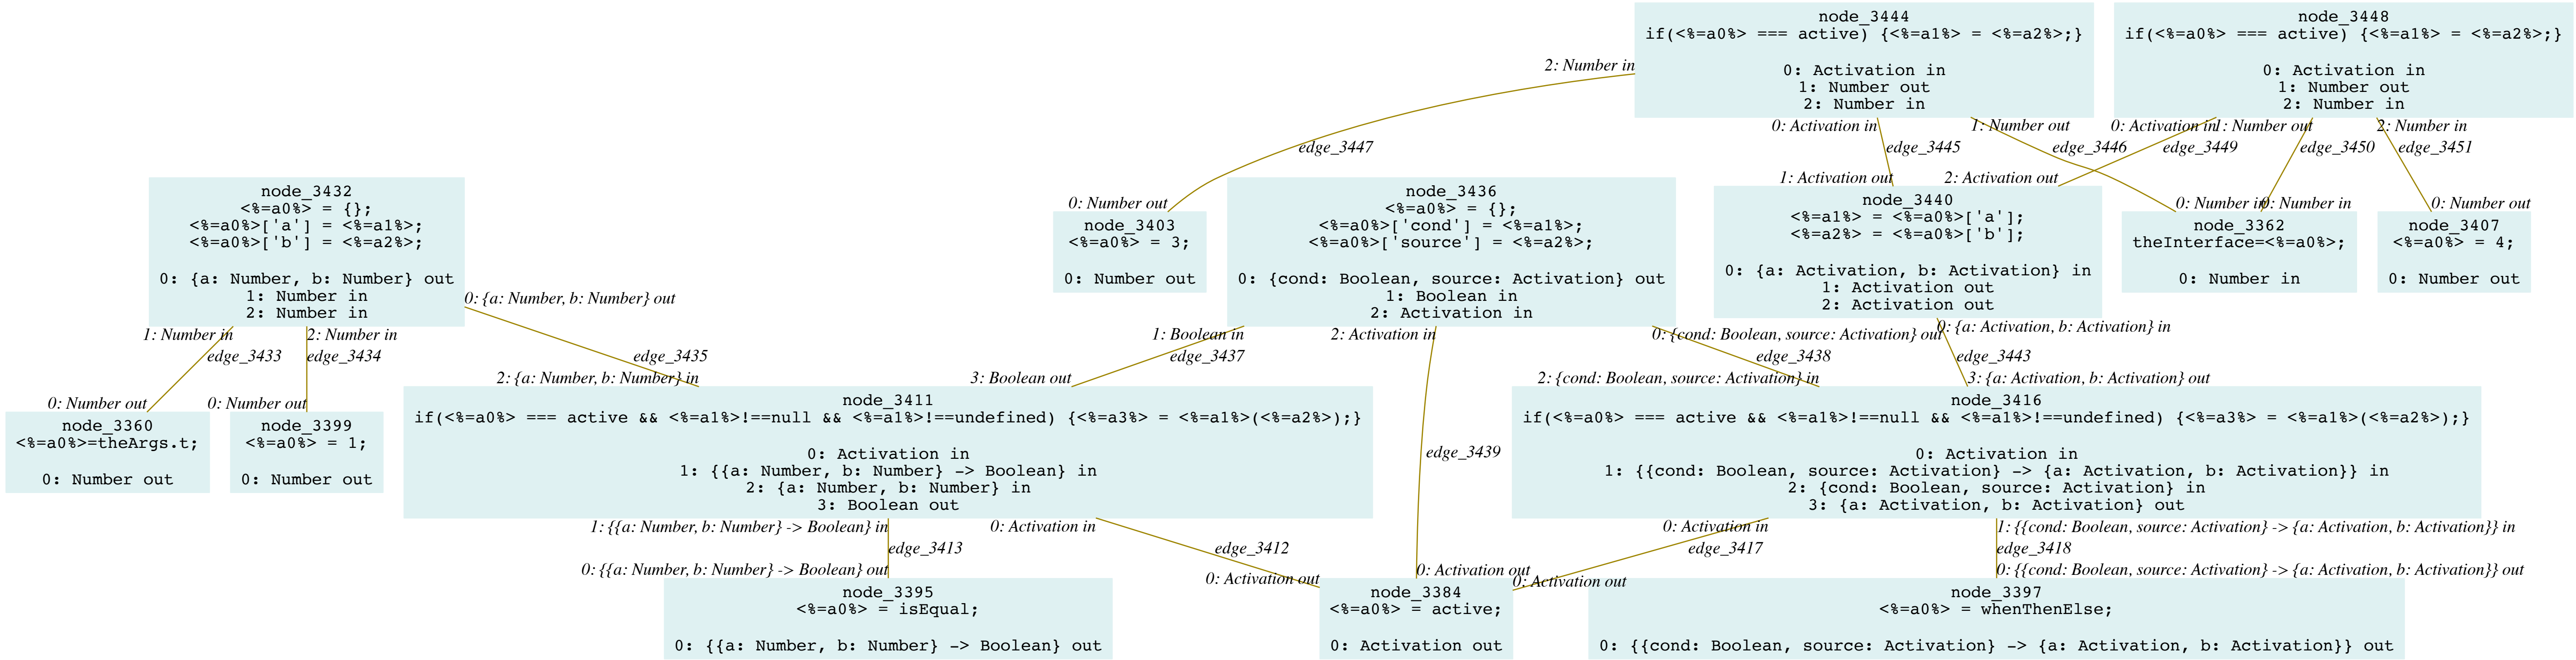 node_3444
if(<%=a0%> === active) {<%=a1%> = <%=a2%>;}
0: Activation in
1: Number out
2: Number in
node_3448
if(<%=a0%> === active) {<%=a1%> = <%=a2%>;}
0: Activation in
1: Number out
2: Number in
2: Number in
edge_3447
0: Number out
0: Activation in
edge_3445
1: Activation out
1: Number out
edge_3446
0: Number in
0: Activation in
edge_3449
2: Activation out
1: Number out
edge_3450
0: Number in
2: Number in
edge_3451
0: Number out
node_3432
<%=a0%> = {};
<%=a0%>['a'] = <%=a1%>;
<%=a0%>['b'] = <%=a2%>;
0: {a: Number, b: Number} out
1: Number in
2: Number in
node_3403
<%=a0%> = 3;
0: Number out
node_3436
<%=a0%> = {};
<%=a0%>['cond'] = <%=a1%>;
<%=a0%>['source'] = <%=a2%>;
0: {cond: Boolean, source: Activation} out
1: Boolean in
2: Activation in
node_3440
<%=a1%> = <%=a0%>['a'];
<%=a2%> = <%=a0%>['b'];
0: {a: Activation, b: Activation} in
1: Activation out
2: Activation out
node_3362
theInterface=<%=a0%>;
0: Number in
node_3407
<%=a0%> = 4;
0: Number out
1: Number in
edge_3433
0: Number out
2: Number in
edge_3434
0: Number out
0: {a: Number, b: Number} out
edge_3435
2: {a: Number, b: Number} in
1: Boolean in
edge_3437
3: Boolean out
2: Activation in
edge_3439
0: Activation out
0: {cond: Boolean, source: Activation} out
edge_3438
2: {cond: Boolean, source: Activation} in
0: {a: Activation, b: Activation} in
edge_3443
3: {a: Activation, b: Activation} out
node_3360
<%=a0%>=theArgs.t;
0: Number out
node_3399
<%=a0%> = 1;
0: Number out
node_3411
if(<%=a0%> === active && <%=a1%>!==null && <%=a1%>!==undefined) {<%=a3%> = <%=a1%>(<%=a2%>);}
0: Activation in
1: {{a: Number, b: Number} -> Boolean} in
2: {a: Number, b: Number} in
3: Boolean out
node_3416
if(<%=a0%> === active && <%=a1%>!==null && <%=a1%>!==undefined) {<%=a3%> = <%=a1%>(<%=a2%>);}
0: Activation in
1: {{cond: Boolean, source: Activation} -> {a: Activation, b: Activation}} in
2: {cond: Boolean, source: Activation} in
3: {a: Activation, b: Activation} out
1: {{a: Number, b: Number} -> Boolean} in
edge_3413
0: {{a: Number, b: Number} -> Boolean} out
0: Activation in
edge_3412
0: Activation out
0: Activation in
edge_3417
0: Activation out
1: {{cond: Boolean, source: Activation} -> {a: Activation, b: Activation}} in
edge_3418
0: {{cond: Boolean, source: Activation} -> {a: Activation, b: Activation}} out
node_3395
<%=a0%> = isEqual;
0: {{a: Number, b: Number} -> Boolean} out
node_3384
<%=a0%> = active;
0: Activation out
node_3397
<%=a0%> = whenThenElse;
0: {{cond: Boolean, source: Activation} -> {a: Activation, b: Activation}} out